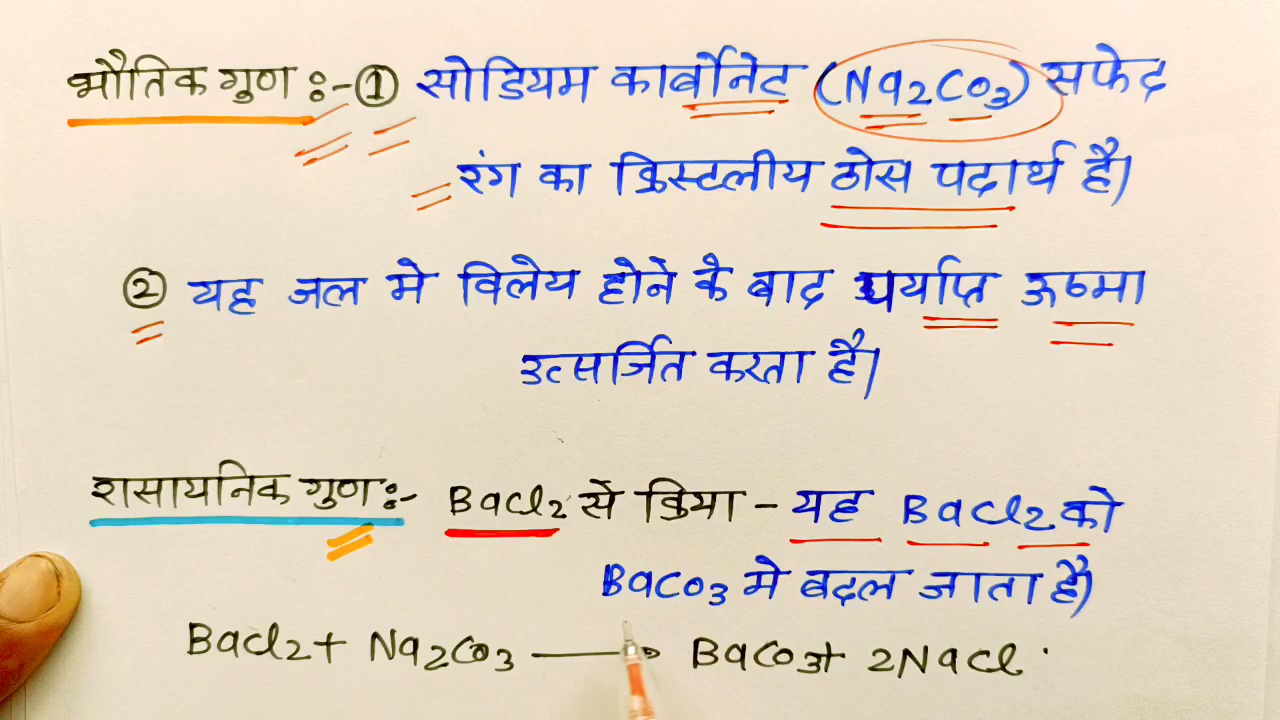 भौतिक गुण :- ① सोडियम कार्बोनेट (Na2CO3) सफेद
रंग का क्रिस्टलीय ठोस पदार्थ है।
② यह जल मे विलेय होने के बाद पर्याप्त ऊष्मा
उत्सर्जित करता है।
रासायनिक गुण :- BaCl2 से क्रिया - यह BaCl2 को
BaCO3 मे बदल जाता है।
BaCl2 + Na2CO3 → BaCO3 + 2NaCl